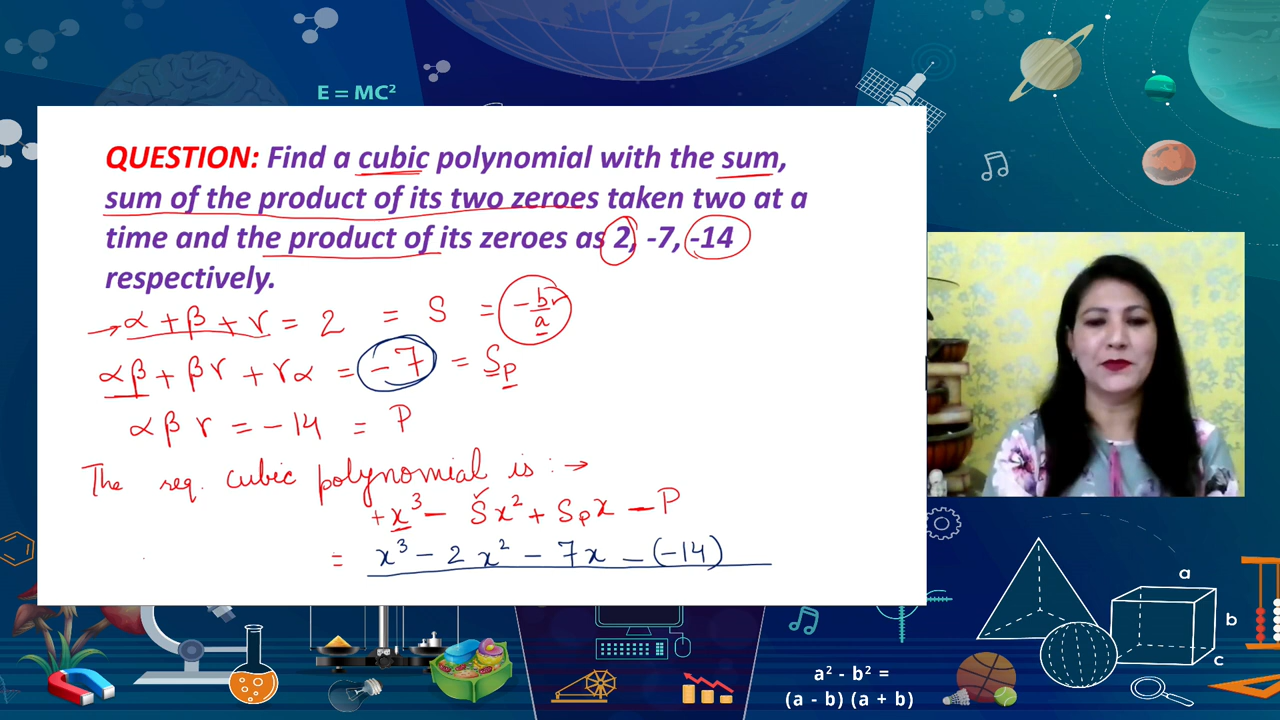 E = MC²
QUESTION: Find a cubic polynomial with the sum,
sum of the product of its two zeroes taken two at a
time and the product of its zeroes as 2, -7, -14
respectively.
→ α + β + γ = 2 = S = -b/a
αβ + βγ + γα = -7 = Sₚ
αβγ = -14 = P
The req. cubic polynomial is : →
+x³ - Sx² + Sₚx - P
= x³ - 2x² - 7x - (-14)
a
b
c
a² - b² =
(a - b) (a + b)